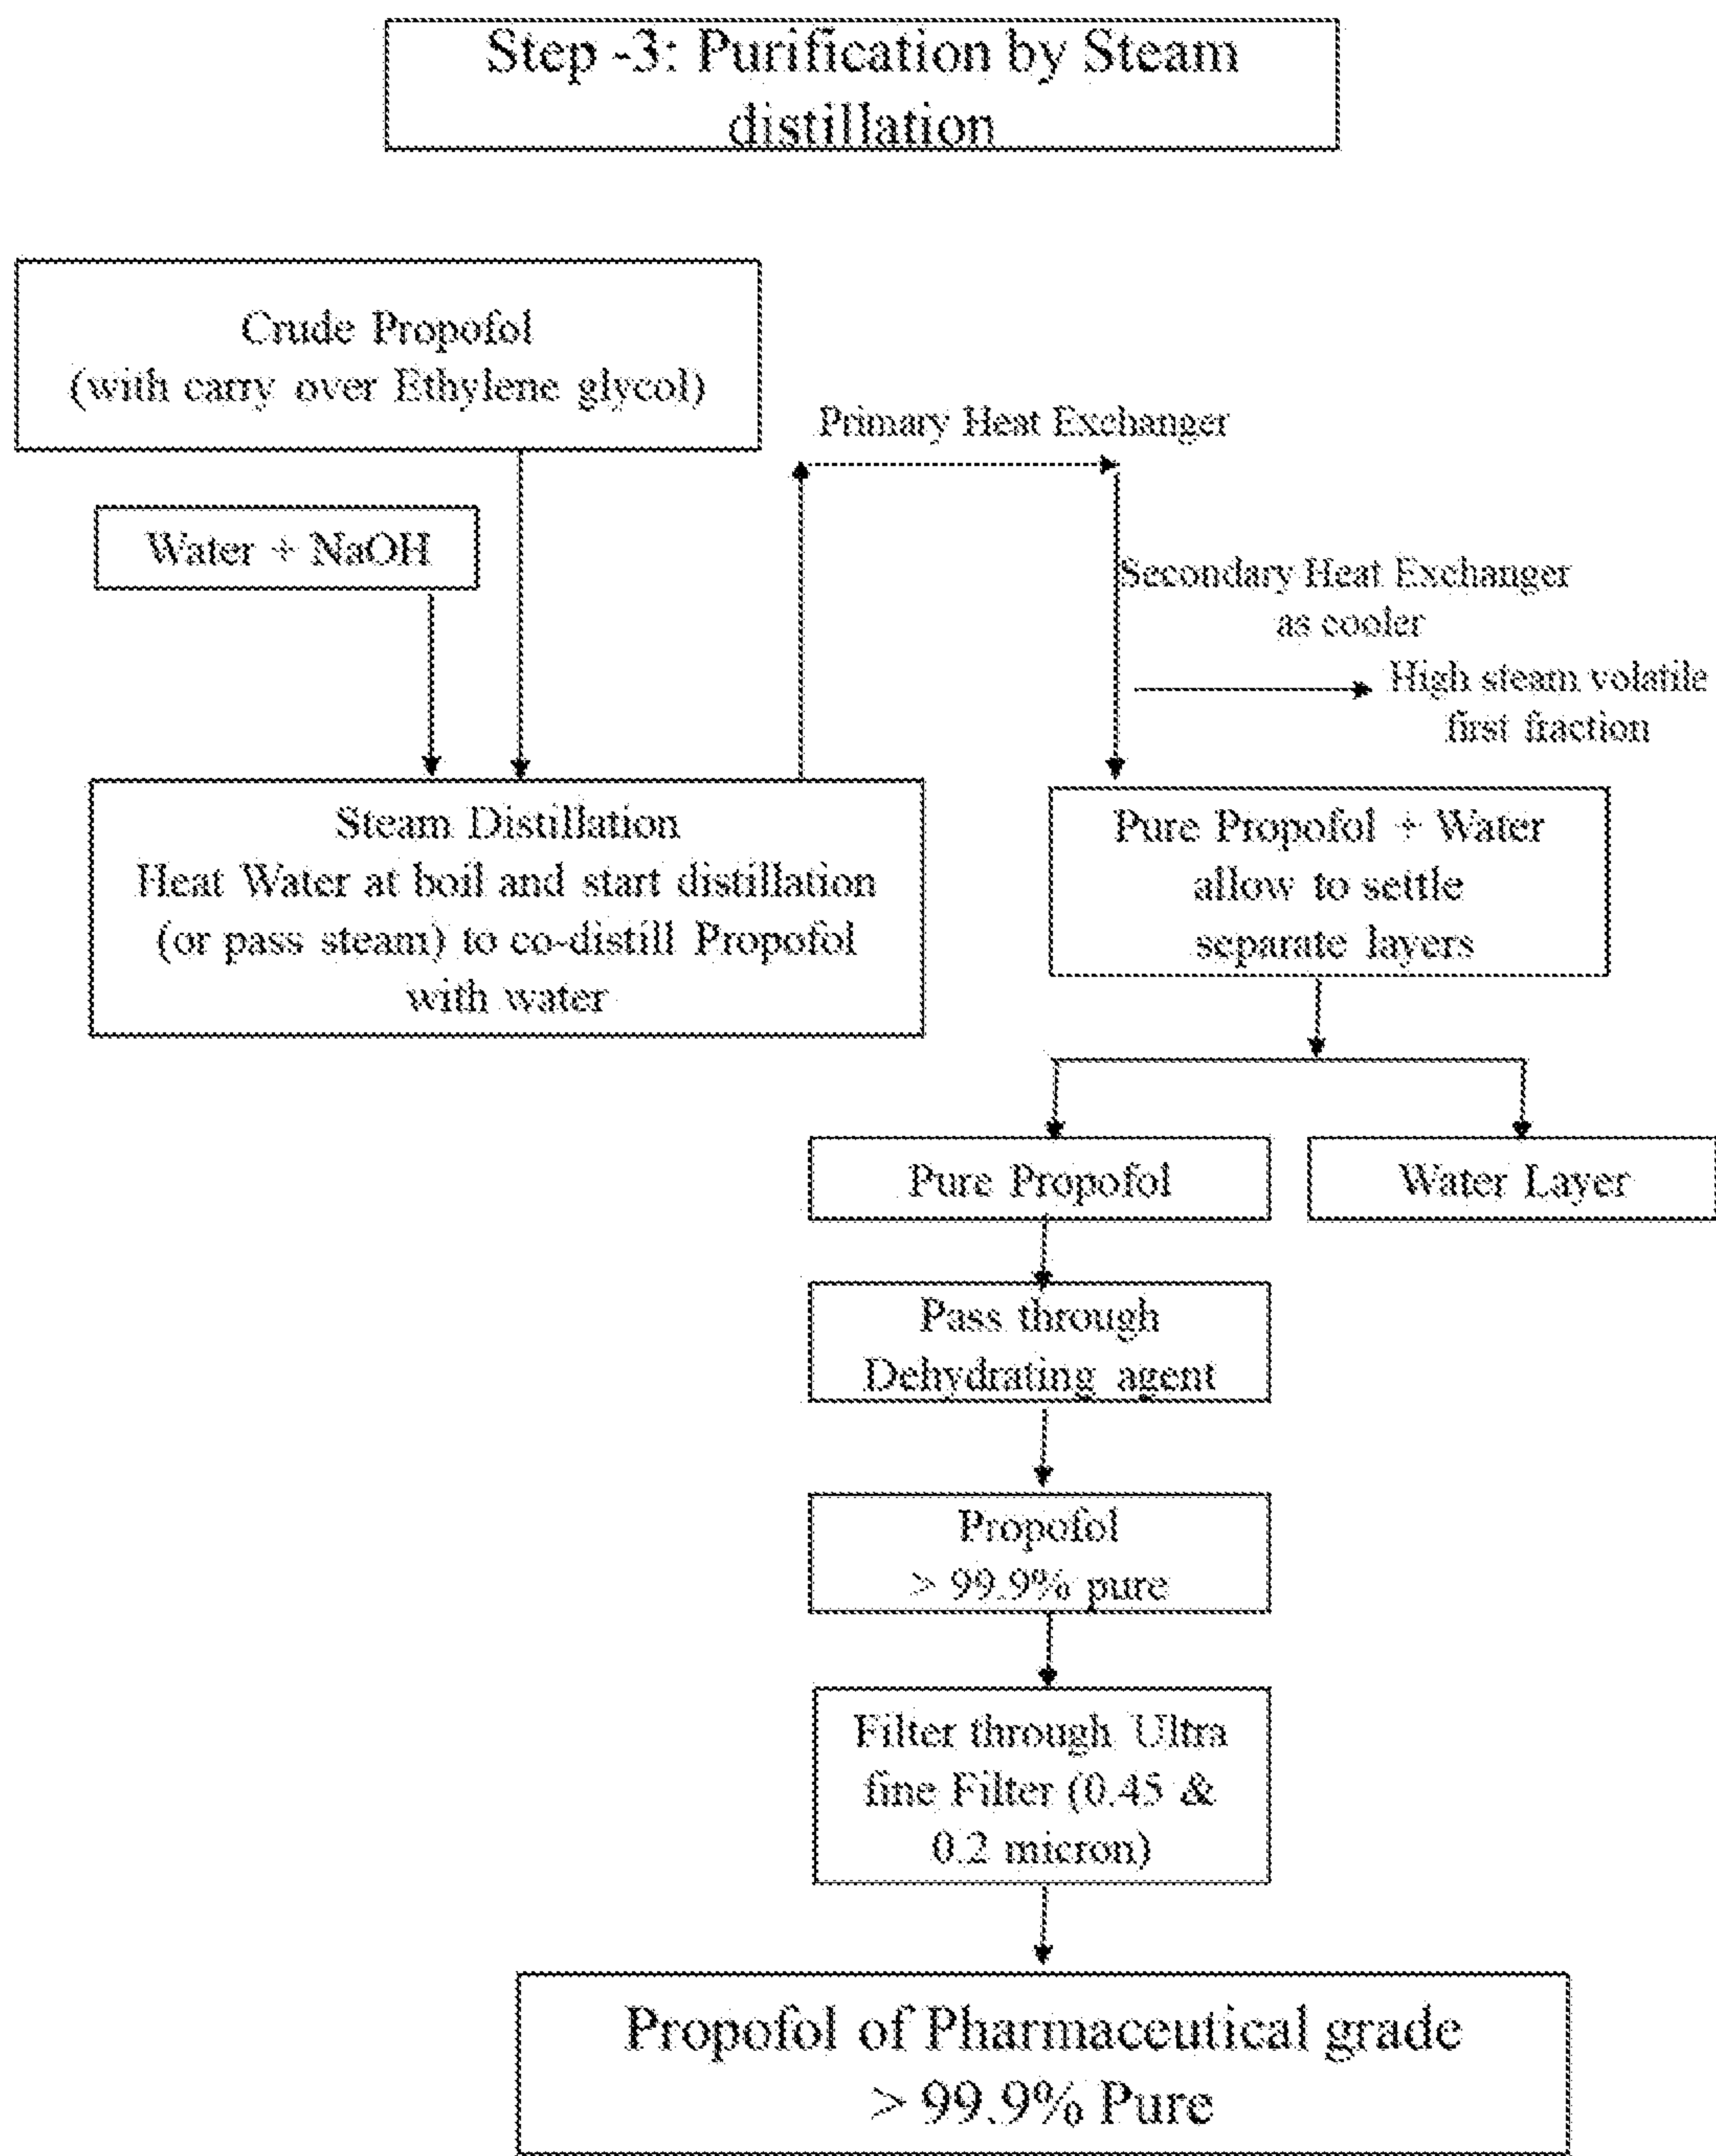 Step -3: Purification by Steam
distillation
Crude Propofol
(with carry over Ethylene glycol)
Primary Heat Exchanger
Water + NaOH
Secondary Heat Exchanger
as cooler
High steam volatile
first fraction
Steam Distillation
Heat Water at boil and start distillation
(or pass steam) to co-distill Propofol
with water
Pure Propofol + Water
allow to settle
separate layers
Pure Propofol
Water Layer
Pass through
Dehydrating agent
Propofol
> 99.9% pure
Filter through Ultra
fine Filter (0.45 &
0.2 micron)
Propofol of Pharmaceutical grade
> 99.9% Pure